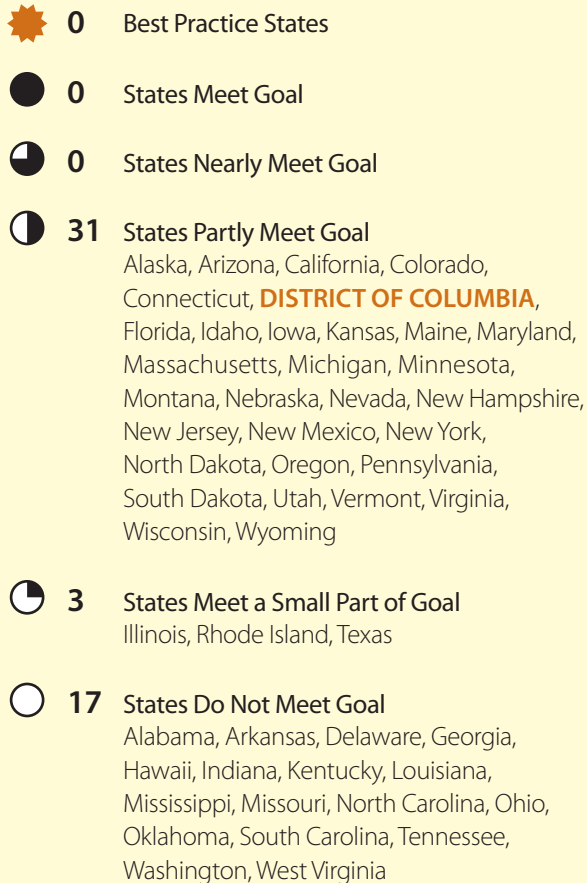 0 Best Practice States
0 States Meet Goal
0 States Nearly Meet Goal
31 States Partly Meet Goal
Alaska, Arizona, California, Colorado,
Connecticut, DISTRICT OF COLUMBIA,
Florida, Idaho, Iowa, Kansas, Maine, Maryland,
Massachusetts, Michigan, Minnesota,
Montana, Nebraska, Nevada, New Hampshire,
New Jersey, New Mexico, New York,
North Dakota, Oregon, Pennsylvania,
South Dakota, Utah, Vermont, Virginia,
Wisconsin, Wyoming
3 States Meet a Small Part of Goal
Illinois, Rhode Island, Texas
17 States Do Not Meet Goal
Alabama, Arkansas, Delaware, Georgia,
Hawaii, Indiana, Kentucky, Louisiana,
Mississippi, Missouri, North Carolina, Ohio,
Oklahoma, South Carolina, Tennessee,
Washington, West Virginia